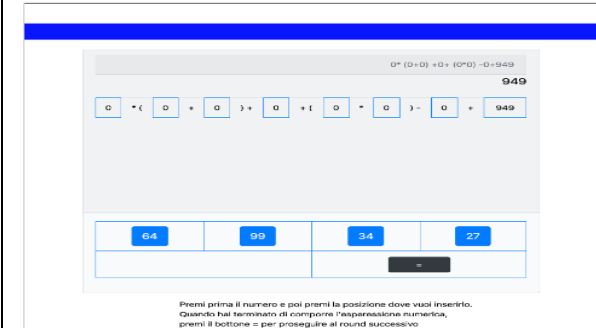 0* (0+0) +0+ (0*0) -0+949
949
0 *( 0 + 0 )+ 0 +( 0 * 0 )- 0 + 949
64 99 34 27
=
Premi prima il numero e poi premi la posizione dove vuoi inserirlo.
Quando hai terminato di comporre l'esperessione numerica,
premi il bottone = per proseguire al round successivo